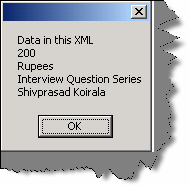 Data in this XML
200
Rupees
Interview Question Series
Shivprasad Koirala
OK